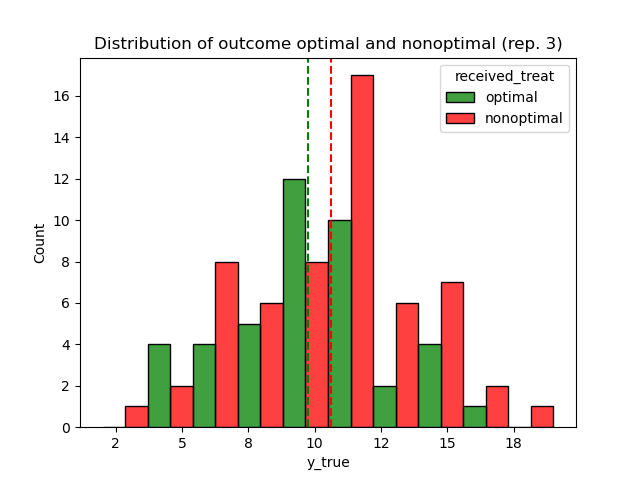 Distribution of outcome optimal and nonoptimal (rep. 3)
received_treat
optimal
nonoptimal
16
14
12
10
8
6
4
2
0
Count
2 5 8 10 12 15 18
y_true